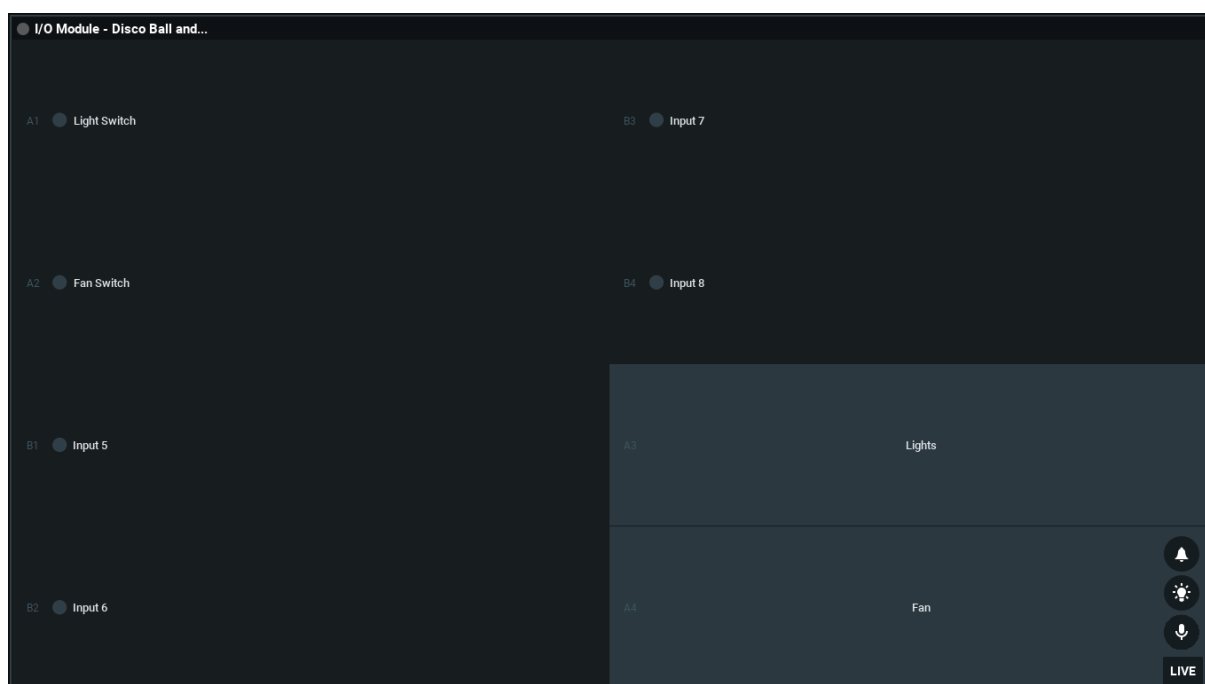 I/O Module - Disco Ball and...
A1 Light Switch
B3 Input 7
A2 Fan Switch
B4 Input 8
B1 Input 5
A3 Lights
B2 Input 6
A4 Fan
LIVE